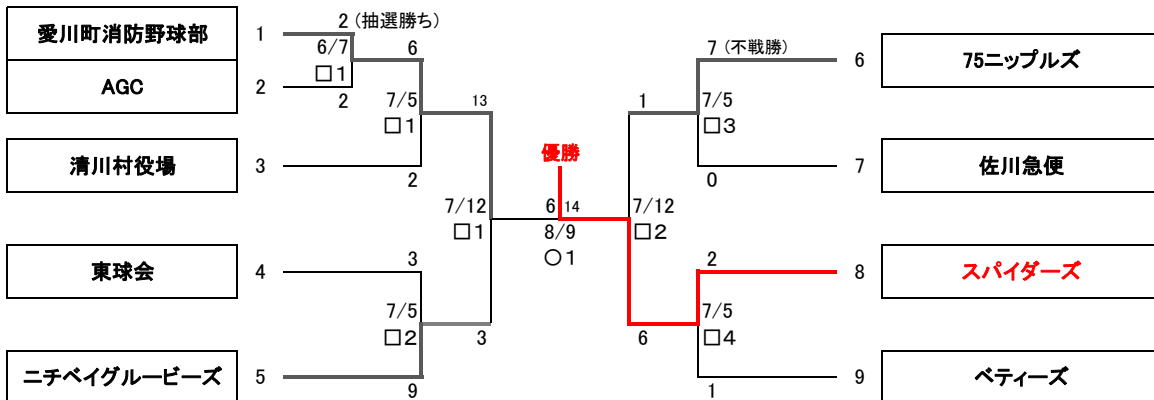 2 (抽選勝ち)
愛川町消防野球部 1
6/7 6
□1
AGC 2
2
7/5 13
□1
清川村役場 3
2
7/12
□1
東球会 4
3
7/5
□2 3
ニチベイグルービーズ 5
9
優勝
6 14
8/9
○1
7 (不戦勝)
6 75ニップルズ
1 7/5
□3
7 佐川急便
0
7/12
□2
2
8 スパイダーズ
7/5
6 □4
9 ベティーズ
1